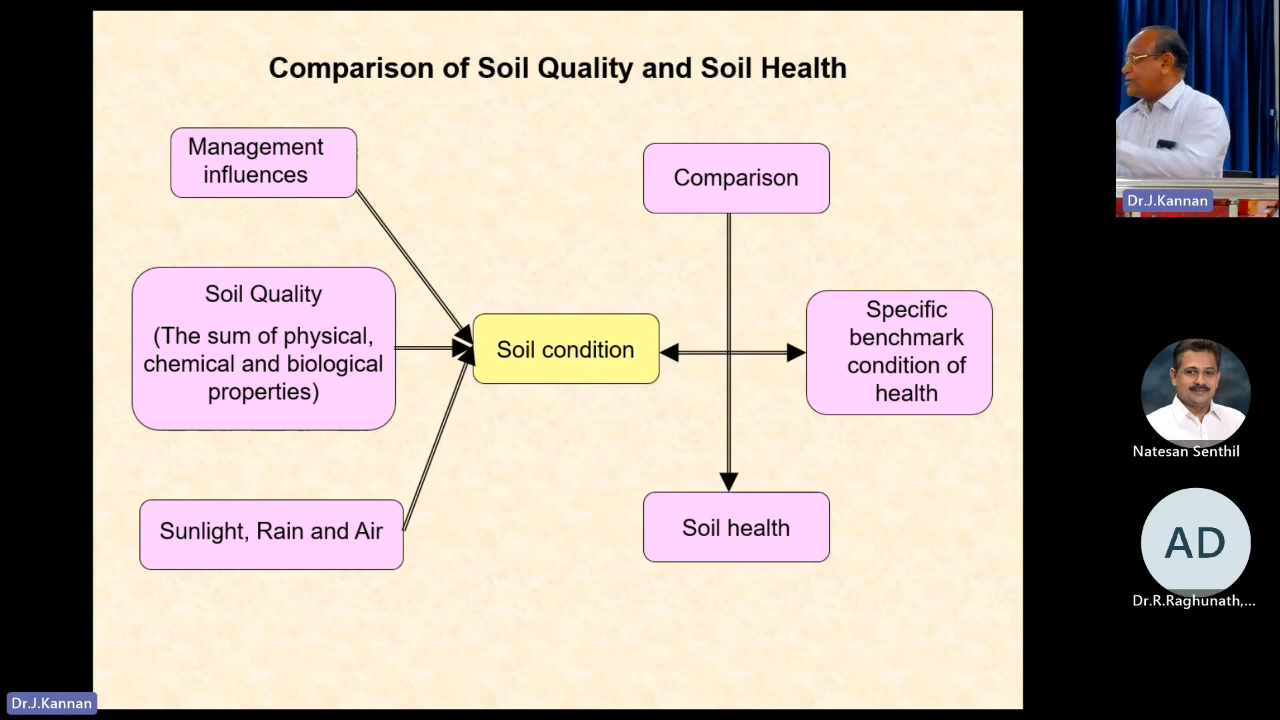 Comparison of Soil Quality and Soil Health
Management
influences
Comparison
Soil Quality
(The sum of physical,
chemical and biological
properties)
Soil condition
Specific
benchmark
condition of
health
Sunlight, Rain and Air
Soil health
Dr.J.Kannan
Natesan Senthil
AD
Dr.R.Raghunath,...
Dr.J.Kannan